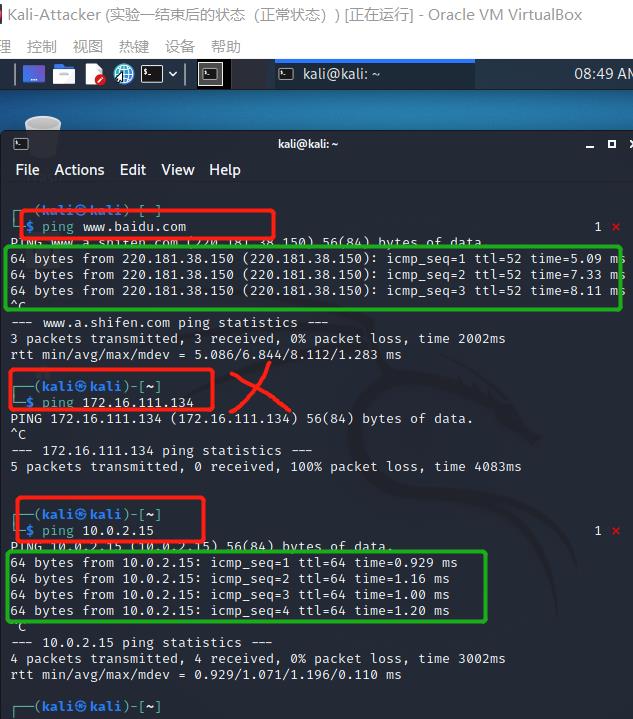 Kali-Attacker (实验一结束后的状态（正常状态）) [正在运行] - Oracle VM VirtualBox
理 控制 视图 热键 设备 帮助
kali@kali: ~ 08:49 AM
kali@kali: ~
File Actions Edit View Help
┌──(kali㉿kali)-[~]
└─$ ping www.baidu.com 1 ×
PING www.a.shifen.com (220.181.38.150) 56(84) bytes of data.
64 bytes from 220.181.38.150 (220.181.38.150): icmp_seq=1 ttl=52 time=5.09 ms
64 bytes from 220.181.38.150 (220.181.38.150): icmp_seq=2 ttl=52 time=7.33 ms
64 bytes from 220.181.38.150 (220.181.38.150): icmp_seq=3 ttl=52 time=8.11 ms
^C
--- www.a.shifen.com ping statistics ---
3 packets transmitted, 3 received, 0% packet loss, time 2002ms
rtt min/avg/max/mdev = 5.086/6.844/8.112/1.283 ms
┌──(kali㉿kali)-[~]
└─$ ping 172.16.111.134
PING 172.16.111.134 (172.16.111.134) 56(84) bytes of data.
^C
--- 172.16.111.134 ping statistics ---
5 packets transmitted, 0 received, 100% packet loss, time 4083ms
┌──(kali㉿kali)-[~]
└─$ ping 10.0.2.15 1 ×
PING 10.0.2.15 (10.0.2.15) 56(84) bytes of data.
64 bytes from 10.0.2.15: icmp_seq=1 ttl=64 time=0.929 ms
64 bytes from 10.0.2.15: icmp_seq=2 ttl=64 time=1.16 ms
64 bytes from 10.0.2.15: icmp_seq=3 ttl=64 time=1.00 ms
64 bytes from 10.0.2.15: icmp_seq=4 ttl=64 time=1.20 ms
^C
--- 10.0.2.15 ping statistics ---
4 packets transmitted, 4 received, 0% packet loss, time 3002ms
rtt min/avg/max/mdev = 0.929/1.071/1.196/0.110 ms
┌──(kali㉿kali)-[~]